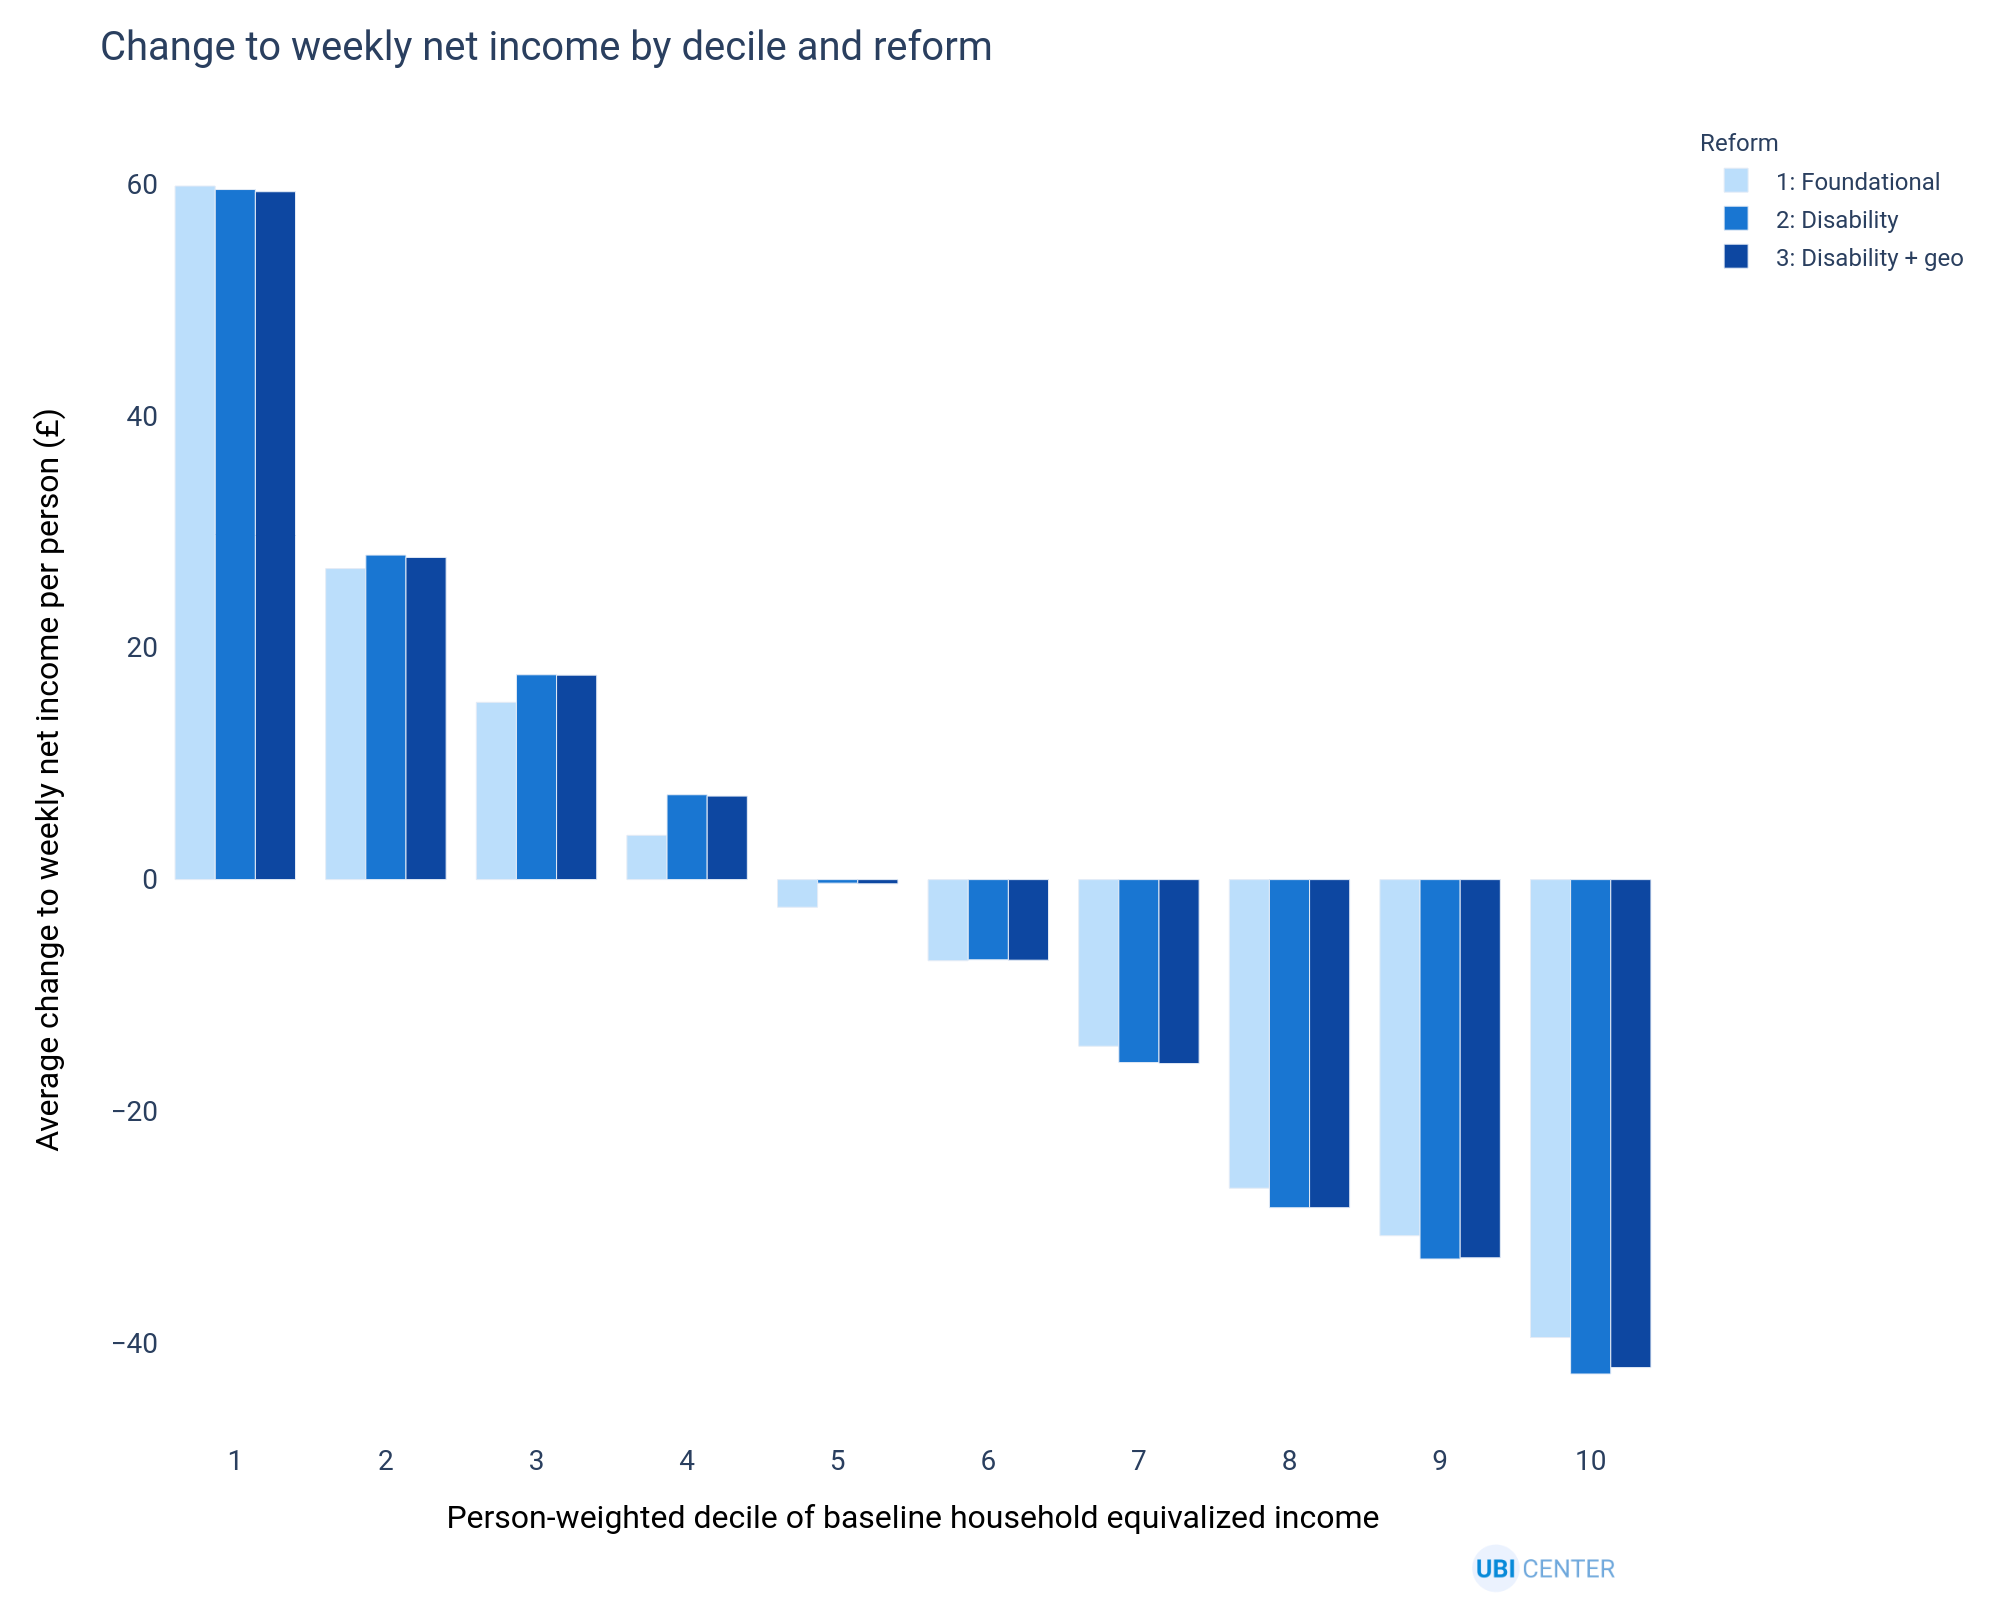 Change to weekly net income by decile and reform
Reform
1: Foundational
2: Disability
3: Disability + geo
Average change to weekly net income per person (£)
60
40
20
0
−20
−40
1 2 3 4 5 6 7 8 9 10
Person-weighted decile of baseline household equivalized income
UBI CENTER